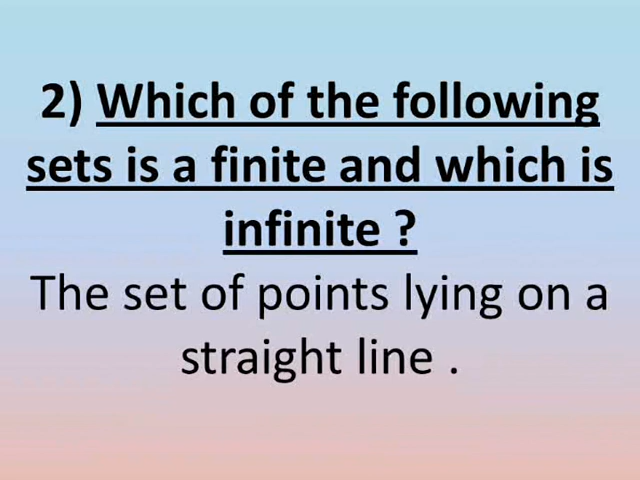 2) Which of the following
sets is a finite and which is
infinite ?
The set of points lying on a
straight line .